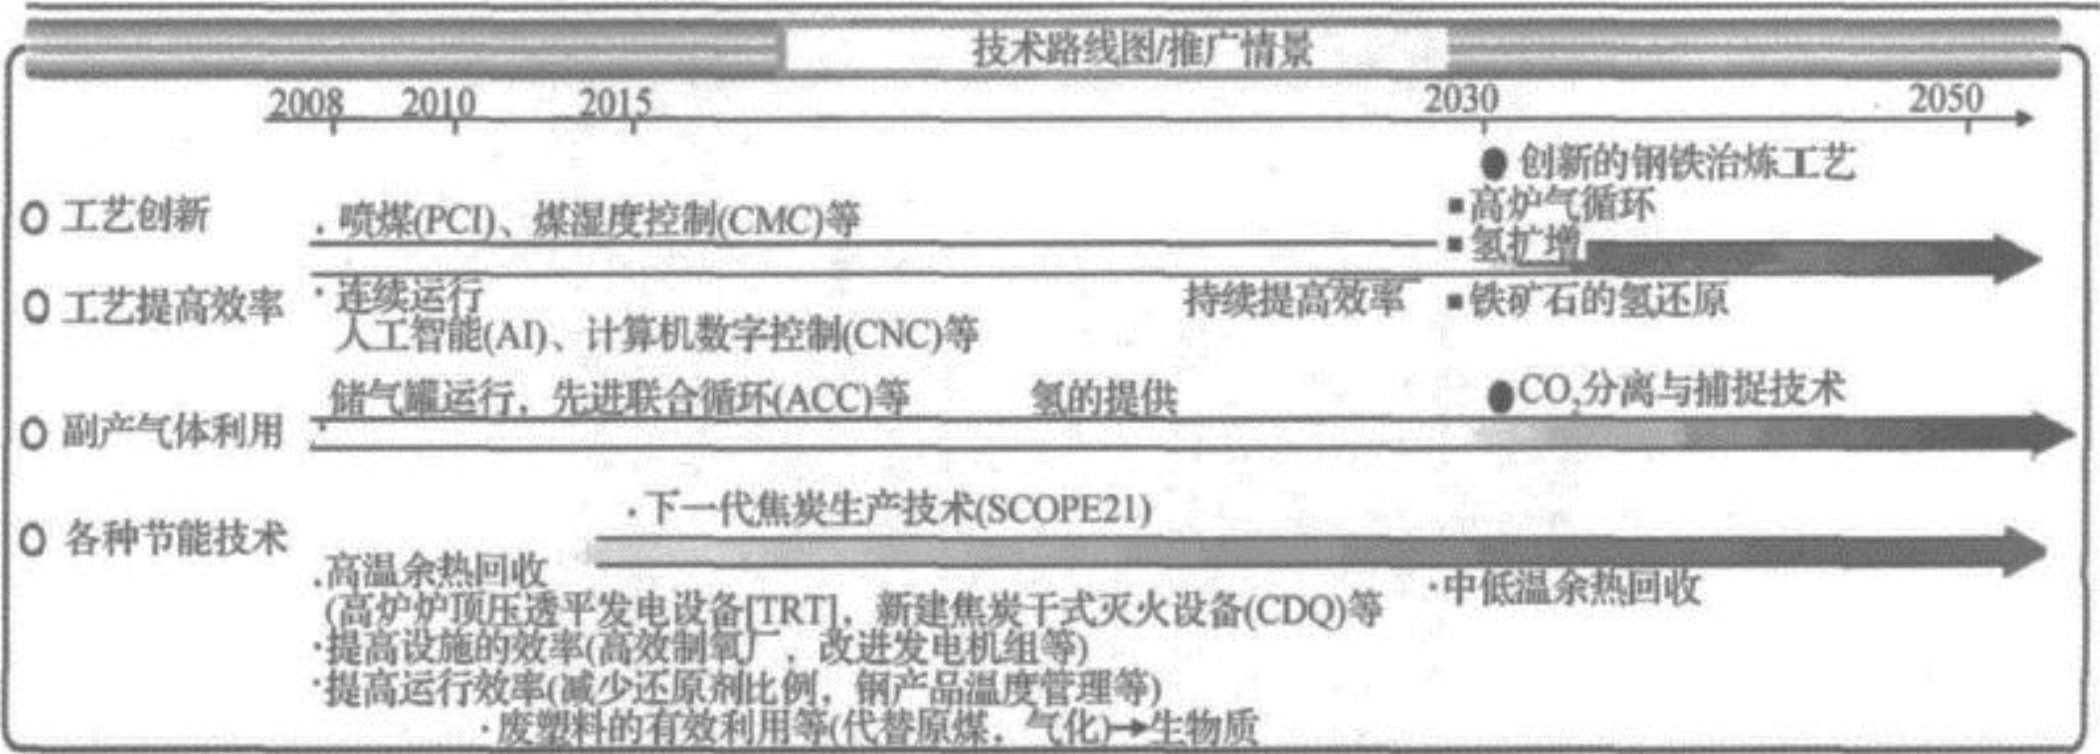 技术路线图/推广情景
2008 2010 2015 2030 2050
● 创新的钢铁治炼工艺
○ 工艺创新
· 喷煤(PCI)、煤湿度控制(CMC)等
■ 高炉气循环
■ 氢扩增
○ 工艺提高效率
· 连续运行
人工智能(AI)、计算机数字控制(CNC)等
持续提高效率
■ 铁矿石的氢还原
○ 副产气体利用
· 储气罐运行，先进联合循环(ACC)等
氢的提供
● CO₂分离与捕捉技术
○ 各种节能技术
· 下一代焦炭生产技术(SCOPE21)
· 高温余热回收
(高炉炉顶压透平发电设备[TRT]，新建焦炭干式灭火设备(CDQ)等
· 中低温余热回收
· 提高设施的效率(高效制氧厂，改进发电机组等)
· 提高运行效率(减少还原剂比例，钢产品温度管理等)
· 废塑料的有效利用等(代替原煤，气化)→生物质